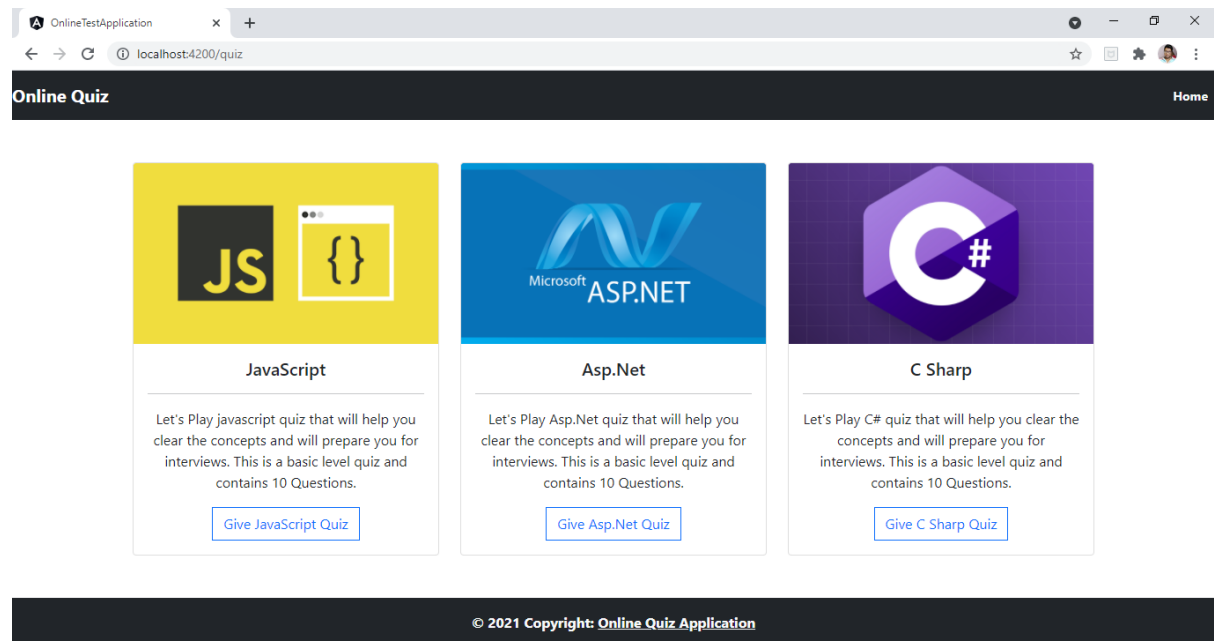 OnlineTestApplication
localhost:4200/quiz
Online Quiz
Home
JS
{}
Microsoft ASP.NET
C#
JavaScript
Let's Play javascript quiz that will help you
clear the concepts and will prepare you for
interviews. This is a basic level quiz and
contains 10 Questions.
Give JavaScript Quiz
Asp.Net
Let's Play Asp.Net quiz that will help you
clear the concepts and will prepare you for
interviews. This is a basic level quiz and
contains 10 Questions.
Give Asp.Net Quiz
C Sharp
Let's Play C# quiz that will help you clear the
concepts and will prepare you for
interviews. This is a basic level quiz and
contains 10 Questions.
Give C Sharp Quiz
© 2021 Copyright: Online Quiz Application